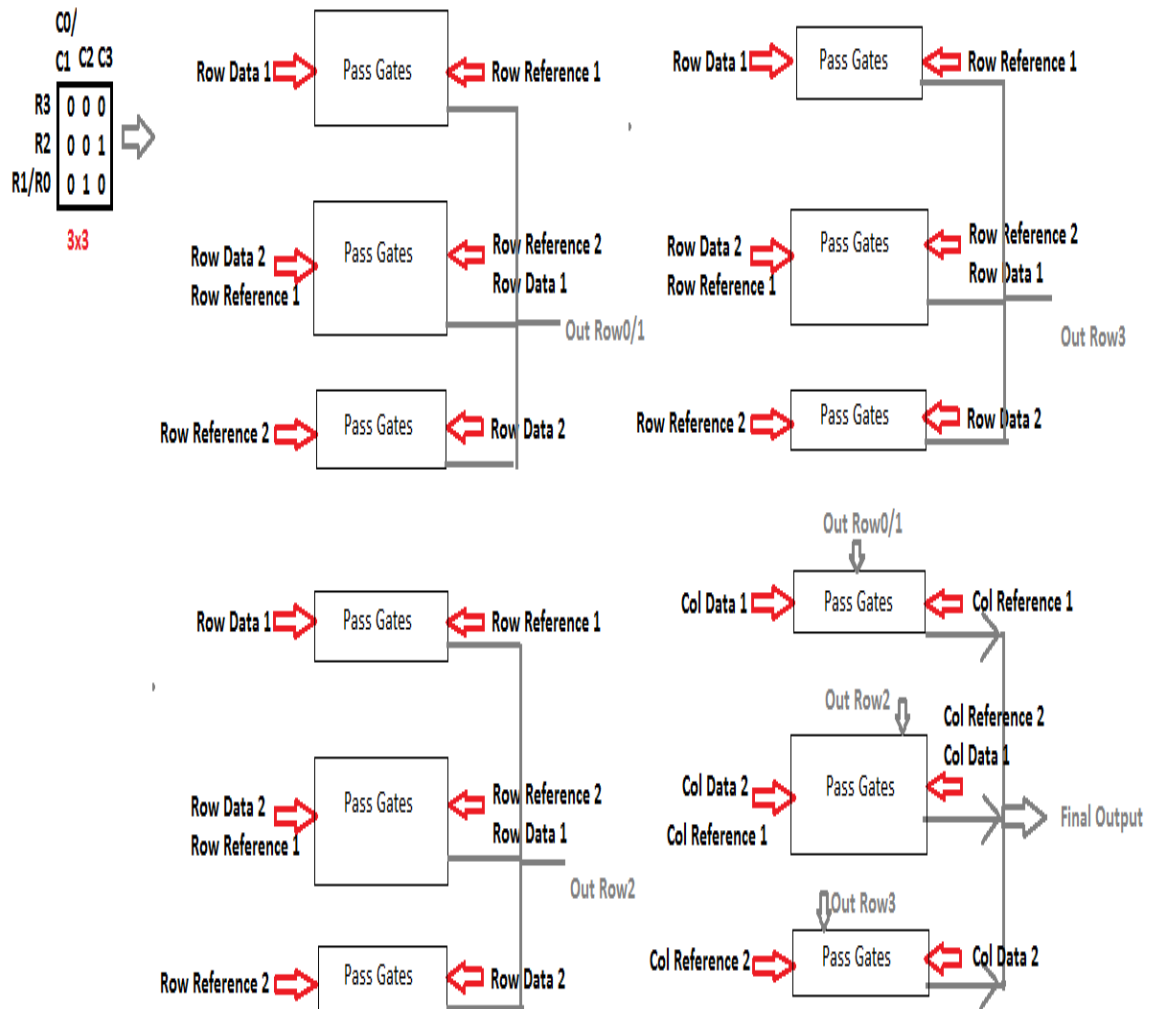 C0/
C1 C2 C3
R3 0 0 0
R2 0 0 1
R1/R0 0 1 0
3x3
Row Data 1
Pass Gates
Row Reference 1
Row Data 2
Row Reference 1
Pass Gates
Row Reference 2
Row Data 1
Out Row0/1
Row Reference 2
Pass Gates
Row Data 2
Row Data 1
Pass Gates
Row Reference 1
Row Data 2
Row Reference 1
Pass Gates
Row Reference 2
Row Data 1
Out Row3
Row Reference 2
Pass Gates
Row Data 2
Row Data 1
Pass Gates
Row Reference 1
Row Data 2
Row Reference 1
Pass Gates
Row Reference 2
Row Data 1
Out Row2
Row Reference 2
Pass Gates
Row Data 2
Out Row0/1
Col Data 1
Pass Gates
Col Reference 1
Out Row2
Col Data 2
Col Reference 1
Pass Gates
Col Reference 2
Col Data 1
Final Output
Out Row3
Col Reference 2
Pass Gates
Col Data 2